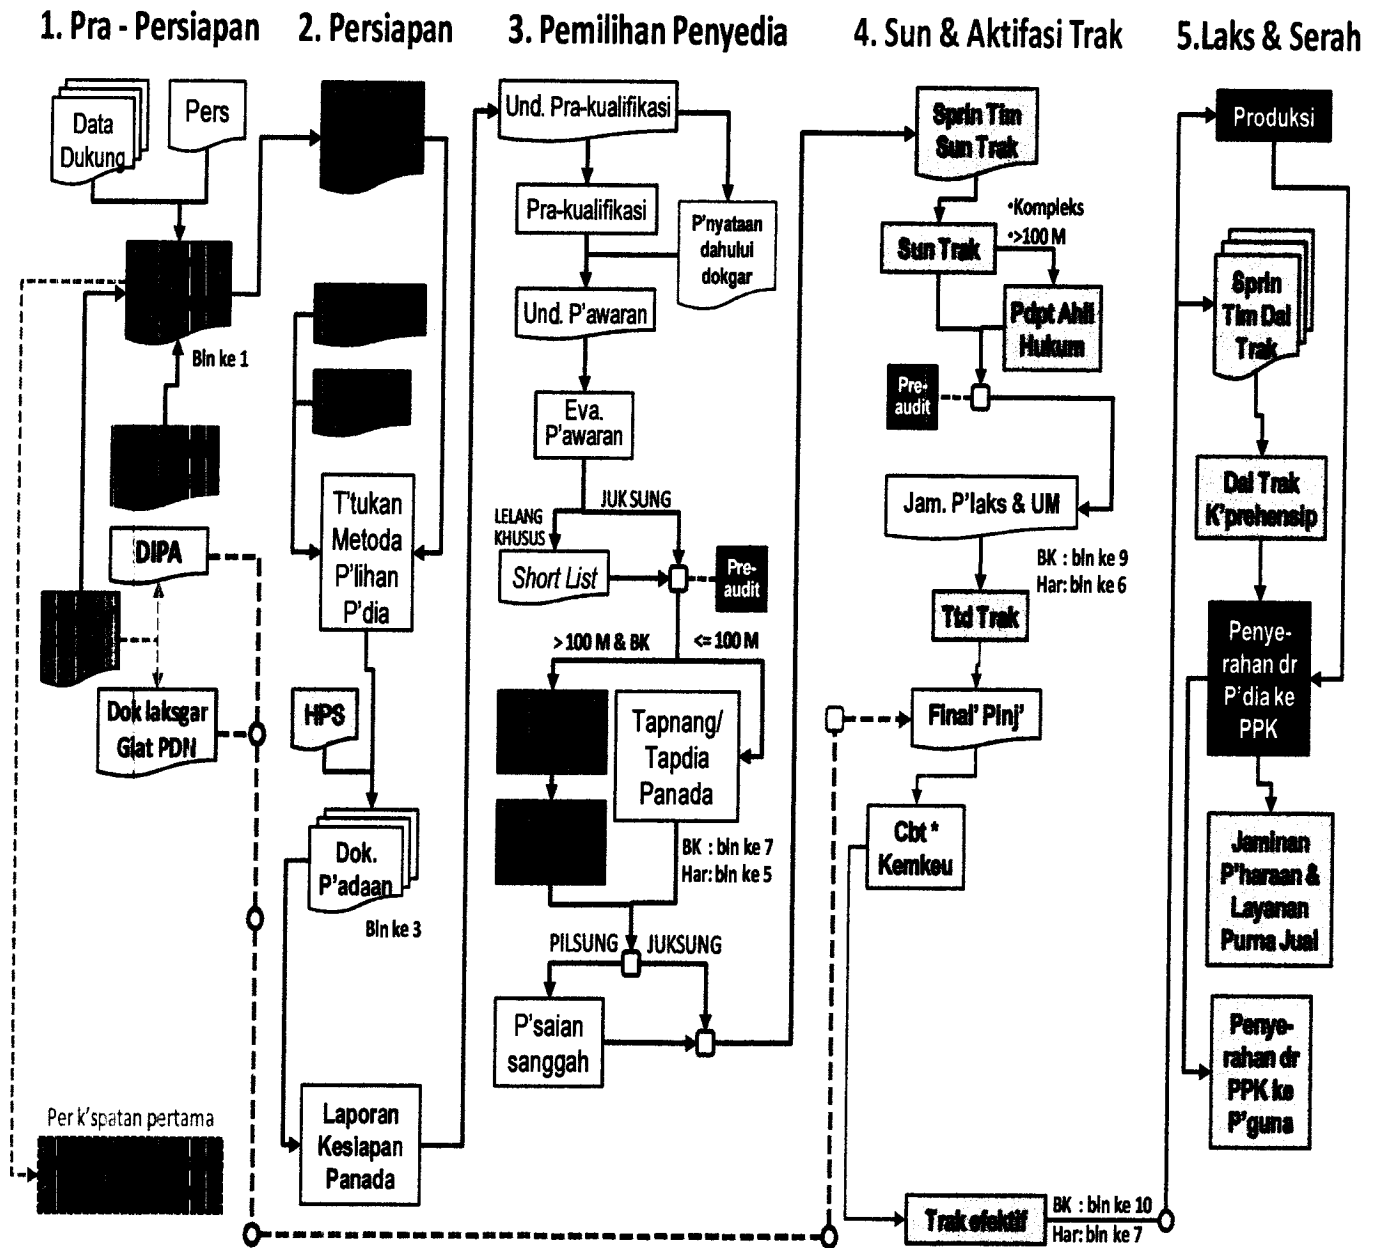 1. Pra - Persiapan
2. Persiapan
3. Pemilihan Penyedia
4. Sun & Aktifasi Trak
5.Laks & Serah
Data
Dukung
Pers
Bln ke 1
DIPA
Dok laksgar
Giat PDN
Per k'spatan pertama
T'tukan
Metoda
P'lihan
P'dia
HPS
Dok.
P'adaan
Bln ke 3
Laporan
Kesiapan
Panada
Und. Pra-kualifikasi
Pra-kualifikasi
P'nyataan
dahului
dokgar
Und. P'awaran
Eva.
P'awaran
JUKSUNG
LELANG
KHUSUS
Short List
Pre-
audit
> 100 M & BK
<= 100 M
Tapnang/
Tapdia
Panada
BK : bln ke 7
Har: bln ke 5
PILSUNG
JUKSUNG
P'saian
sanggah
Sprin Tim
Sun Trak
•Kompleks
•>100 M
Sun Trak
Pdpt Ahli
Hukum
Pre-
audit
Jam. P'laks & UM
BK : bln ke 9
Har: bln ke 6
Ttd Trak
Final' Pinj'
Cbt *
Kemkeu
Trak efektif
BK : bln ke 10
Har: bln ke 7
Produksi
Sprin
Tim Dal
Trak
Dal Trak
K'prehensip
Penye-
rahan dr
P'dia ke
PPK
Jaminan
P'haraan &
Layanan
Purna Jual
Penye-
rahan dr
PPK ke
P'guna